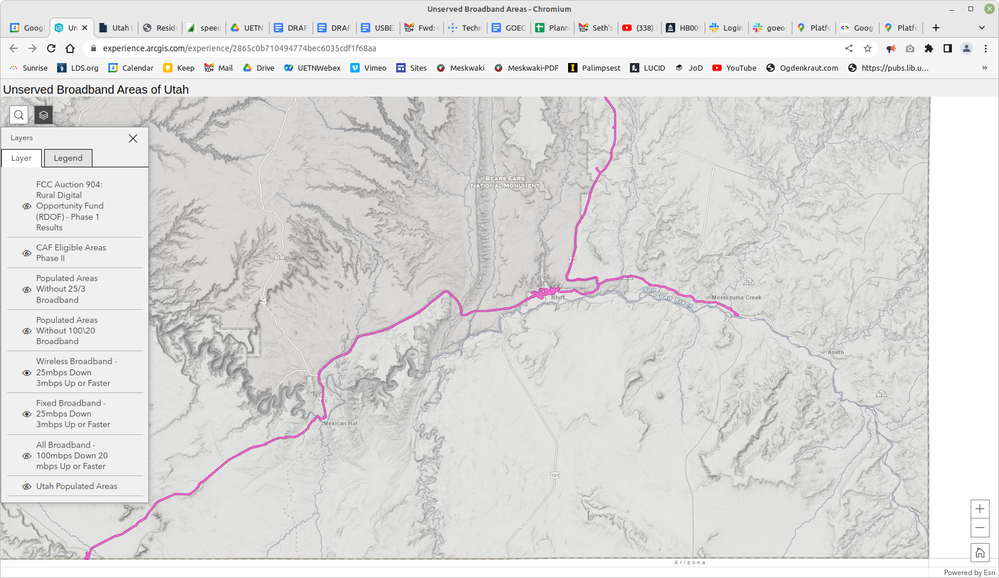 Unserved Broadband Areas - Chromium
Goog
Un
Utah B
Reside
speed
UETN
DRAF
DRAF
USBE
Fwd: 
Techn
GOEC
Plann
Seth's
(338)
HB00
Login
goeo-
Platfo
Goog
Platfo
experience.arcgis.com/experience/2865c0b710494774bec6035cdf1f68aa
Sunrise
LDS.org
Calendar
Keep
Mail
Drive
UETNWebex
Vimeo
Sites
Meskwaki
Meskwaki-PDF
Palimpsest
LUCID
JoD
YouTube
Ogdenkraut.com
https://pubs.lib.u…
»
Unserved Broadband Areas of Utah
Layers
Layer
Legend
FCC Auction 904:
Rural Digital
Opportunity Fund
(RDOF) - Phase 1
Results
CAF Eligible Areas
Phase II
Populated Areas
Without 25/3
Broadband
Populated Areas
Without 100\20
Broadband
Wireless Broadband -
25mbps Down
3mbps Up or Faster
Fixed Broadband -
25mbps Down
3mbps Up or Faster
All Broadband -
100mbps Down 20
mbps Up or Faster
Utah Populated Areas
BEARS EARS
NATIONAL MONUMENT
261
191
162
262
San Juan River
Bluff
Montezuma Creek
Aneth
262
163
Mexican Hat
191
Arizona
Powered by Esri